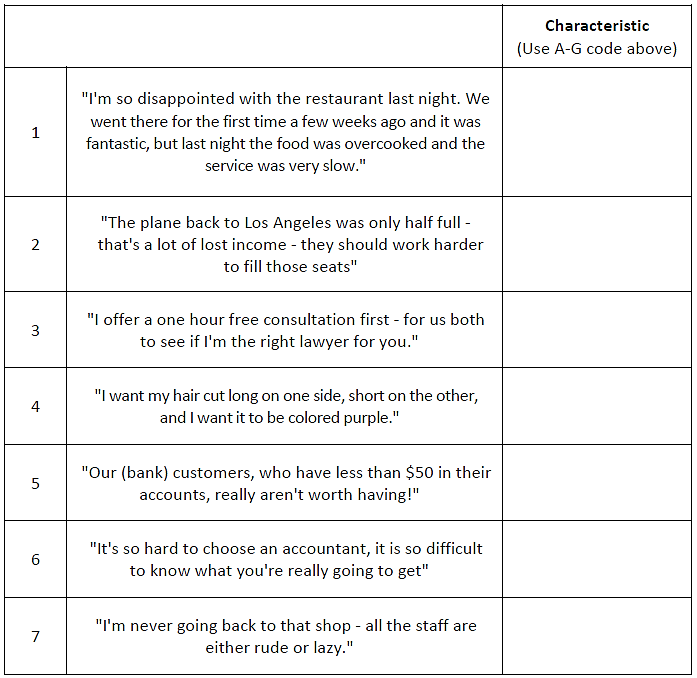 Characteristic
(Use A-G code above)
1
"I'm so disappointed with the restaurant last night. We
went there for the first time a few weeks ago and it was
fantastic, but last night the food was overcooked and the
service was very slow."
2
"The plane back to Los Angeles was only half full -
that's a lot of lost income - they should work harder
to fill those seats"
3
"I offer a one hour free consultation first - for us both
to see if I'm the right lawyer for you."
4
"I want my hair cut long on one side, short on the other,
and I want it to be colored purple."
5
"Our (bank) customers, who have less than $50 in their
accounts, really aren't worth having!"
6
"It's so hard to choose an accountant, it is so difficult
to know what you're really going to get"
7
"I'm never going back to that shop - all the staff are
either rude or lazy."